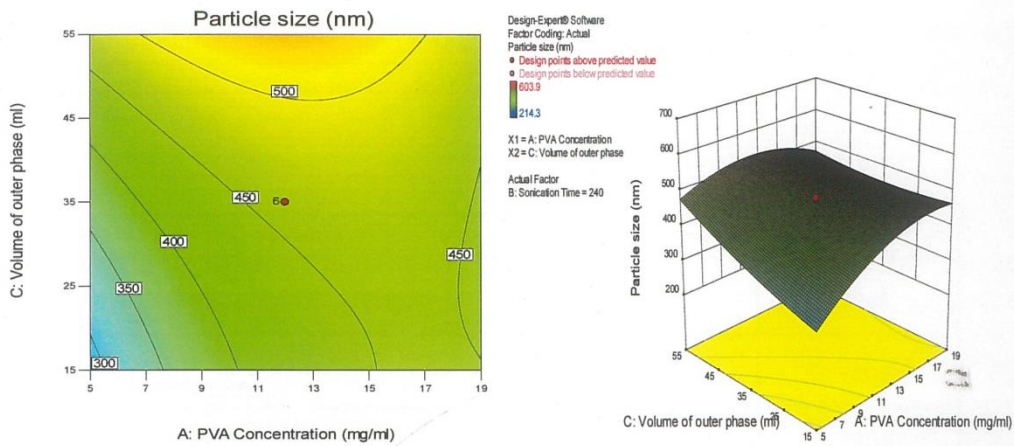 Particle size (nm)
55
45
35
25
15
C: Volume of outer phase (ml)
500
450
6
400
450
350
300
5
7
9
11
13
15
17
19
A: PVA Concentration (mg/ml)
Design-Expert® Software
Factor Coding: Actual
Particle size (nm)
Design points above predicted value
Design points below predicted value
603.9
214.3
X1 = A: PVA Concentration
X2 = C: Volume of outer phase
Actual Factor
B: Sonication Time = 240
700
600
500
400
300
200
Particle size (nm)
55
45
35
25
15
C: Volume of outer phase (ml)
5
7
9
11
13
15
17
19
A: PVA Concentration (mg/ml)